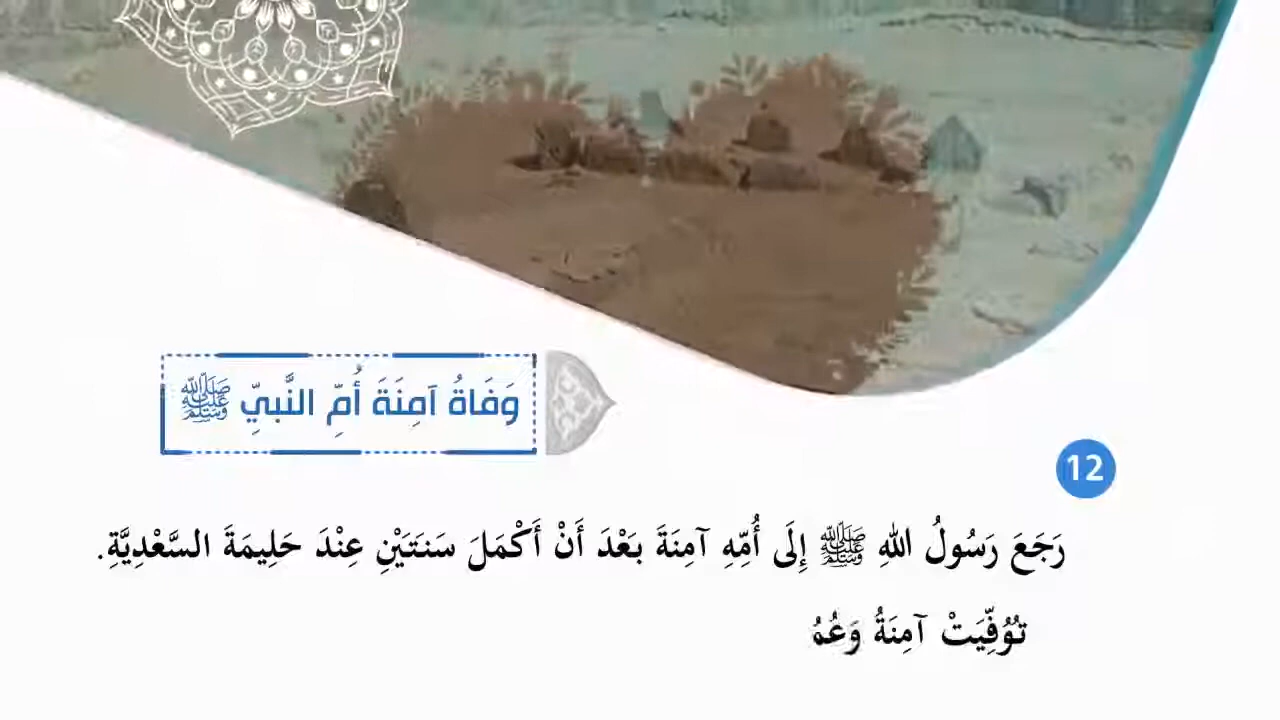 وَفَاةُ آمِنَةَ أُمِّ النَّبِيِّ ﷺ
12
رَجَعَ رَسُولُ اللهِ ﷺ إِلَى أُمِّهِ آمِنَةَ بَعْدَ أَنْ أَكْمَلَ سَنَتَيْنِ عِنْدَ حَلِيمَةَ السَّعْدِيَّةِ.
تُوُفِّيَتْ آمِنَةُ وَعُمُ